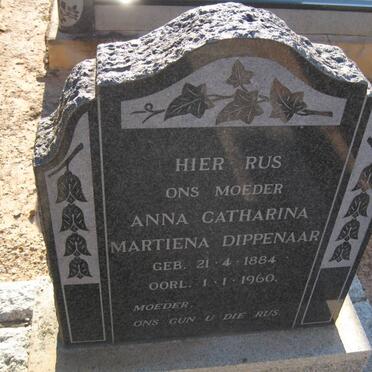 HIER RUS
ONS MOEDER
ANNA CATHARINA
MARTIENA DIPPENAAR
GEB. 21·4·1884
OORL. 1·1·1960.
MOEDER,
ONS GUN U DIE RUS.